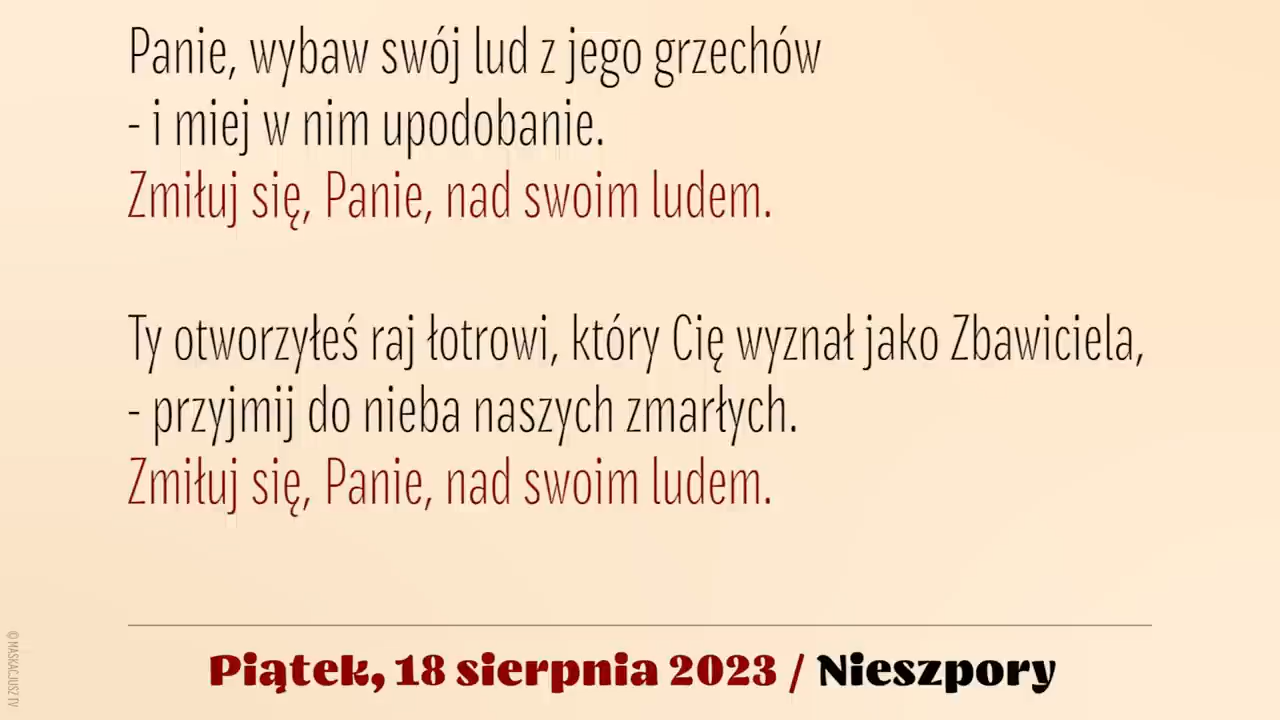 Panie, wybaw swój lud z jego grzechów
- i miej w nim upodobanie.
Zmiłuj się, Panie, nad swoim ludem.
Ty otworzyłeś raj łotrowi, który Cię wyznał jako Zbawiciela,
- przyjmij do nieba naszych zmarłych.
Zmiłuj się, Panie, nad swoim ludem.
Piątek, 18 sierpnia 2023 / Nieszpory
© MASKACJUSZ TV